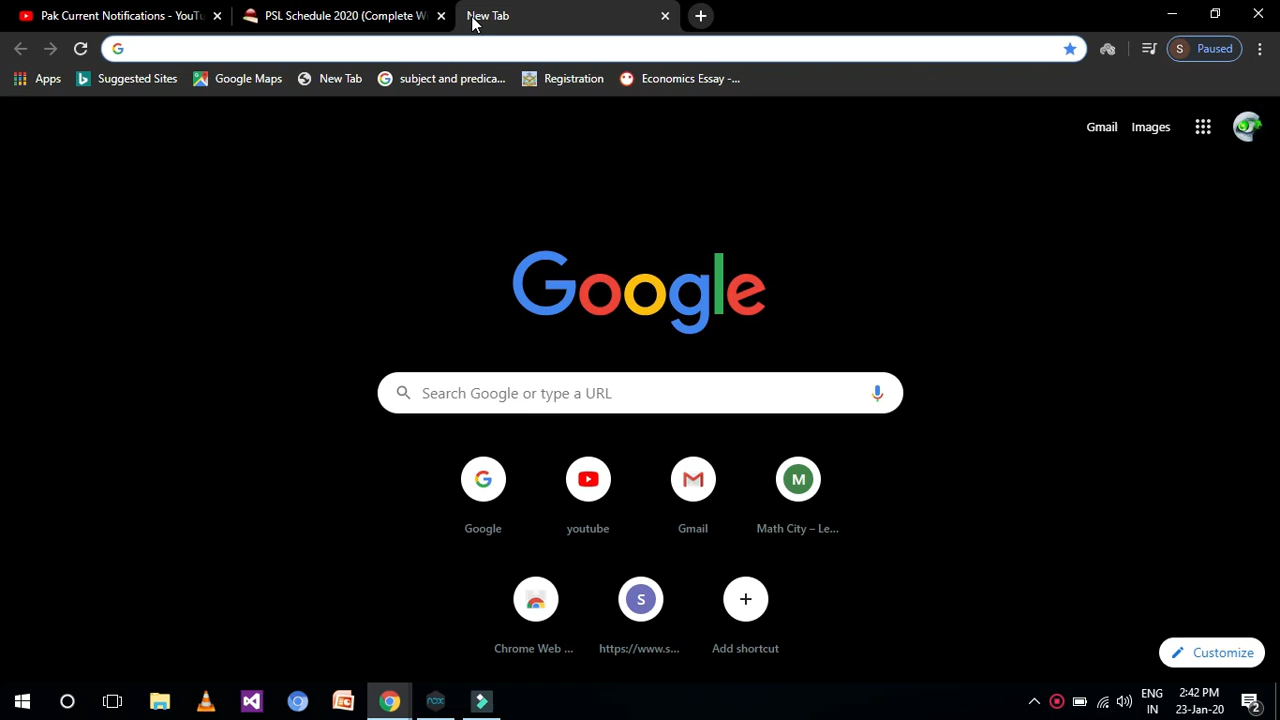 Pak Current Notifications - YouTu
PSL Schedule 2020 (Complete W
New Tab
S Paused
Apps
Suggested Sites
Google Maps
New Tab
subject and predica...
Registration
Economics Essay -...
Gmail
Images
Google
Search Google or type a URL
M
Google
youtube
Gmail
Math City – Le...
S
Chrome Web ...
https://www.s...
Add shortcut
Customize
nox
ENG
IN
2:42 PM
23-Jan-20
2